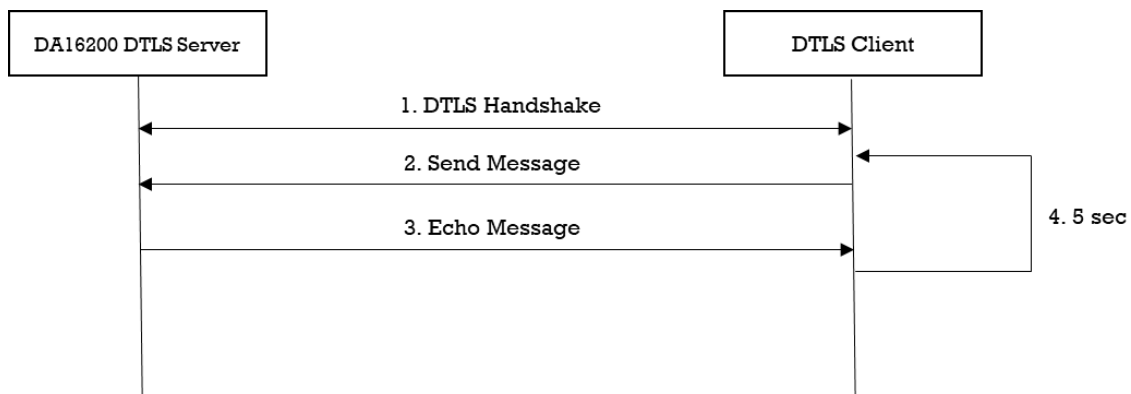 DA16200 DTLS Server
DTLS Client
1. DTLS Handshake
2. Send Message
3. Echo Message
4. 5 sec